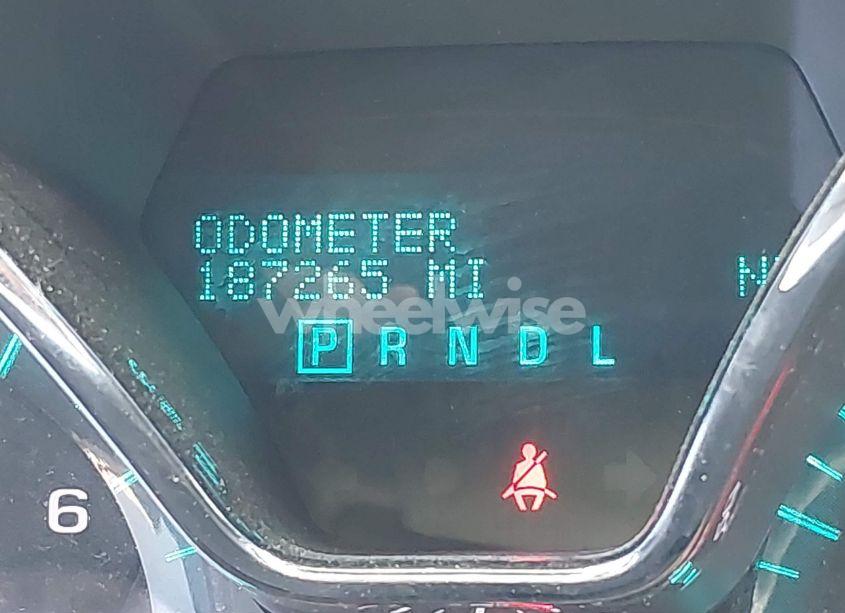 ODOMETER
187265 MI
wheelwise
P R N D L
6